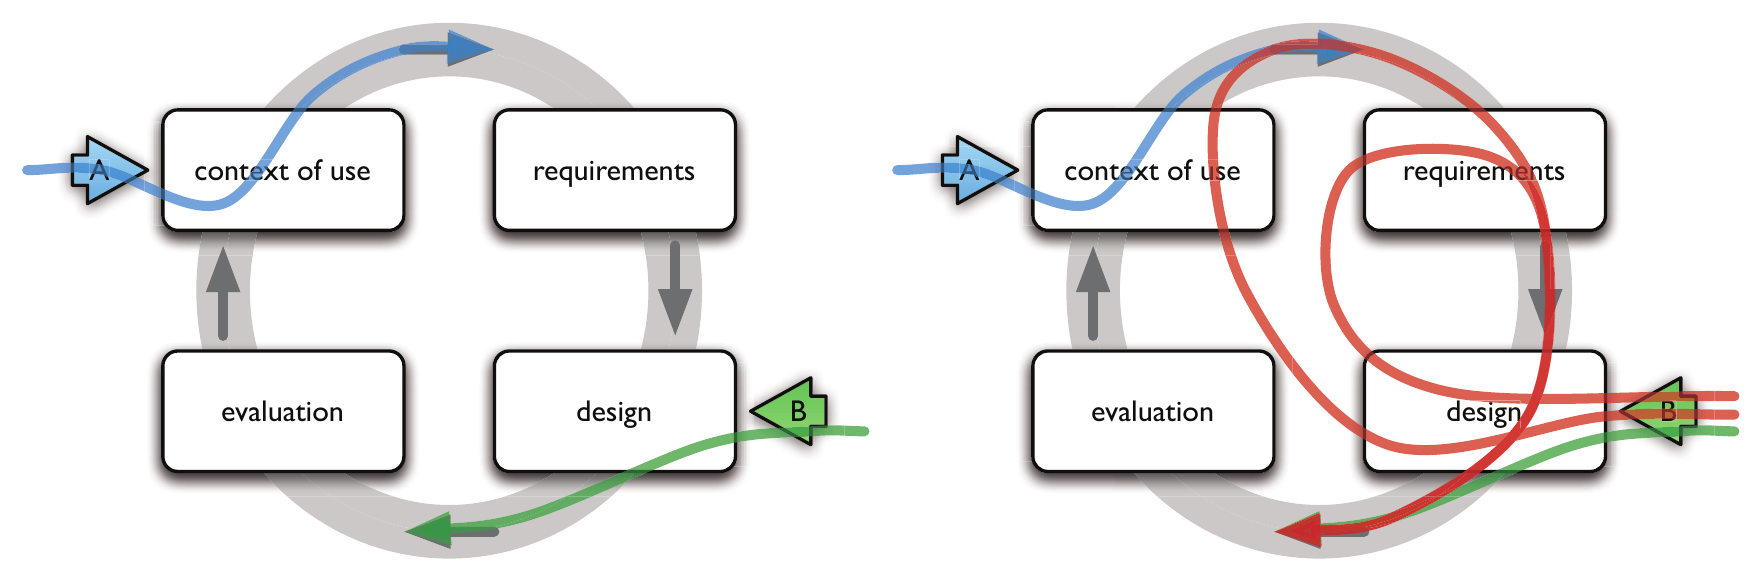 A
context of use
requirements
evaluation
design
B
A
context of use
requirements
evaluation
design
B